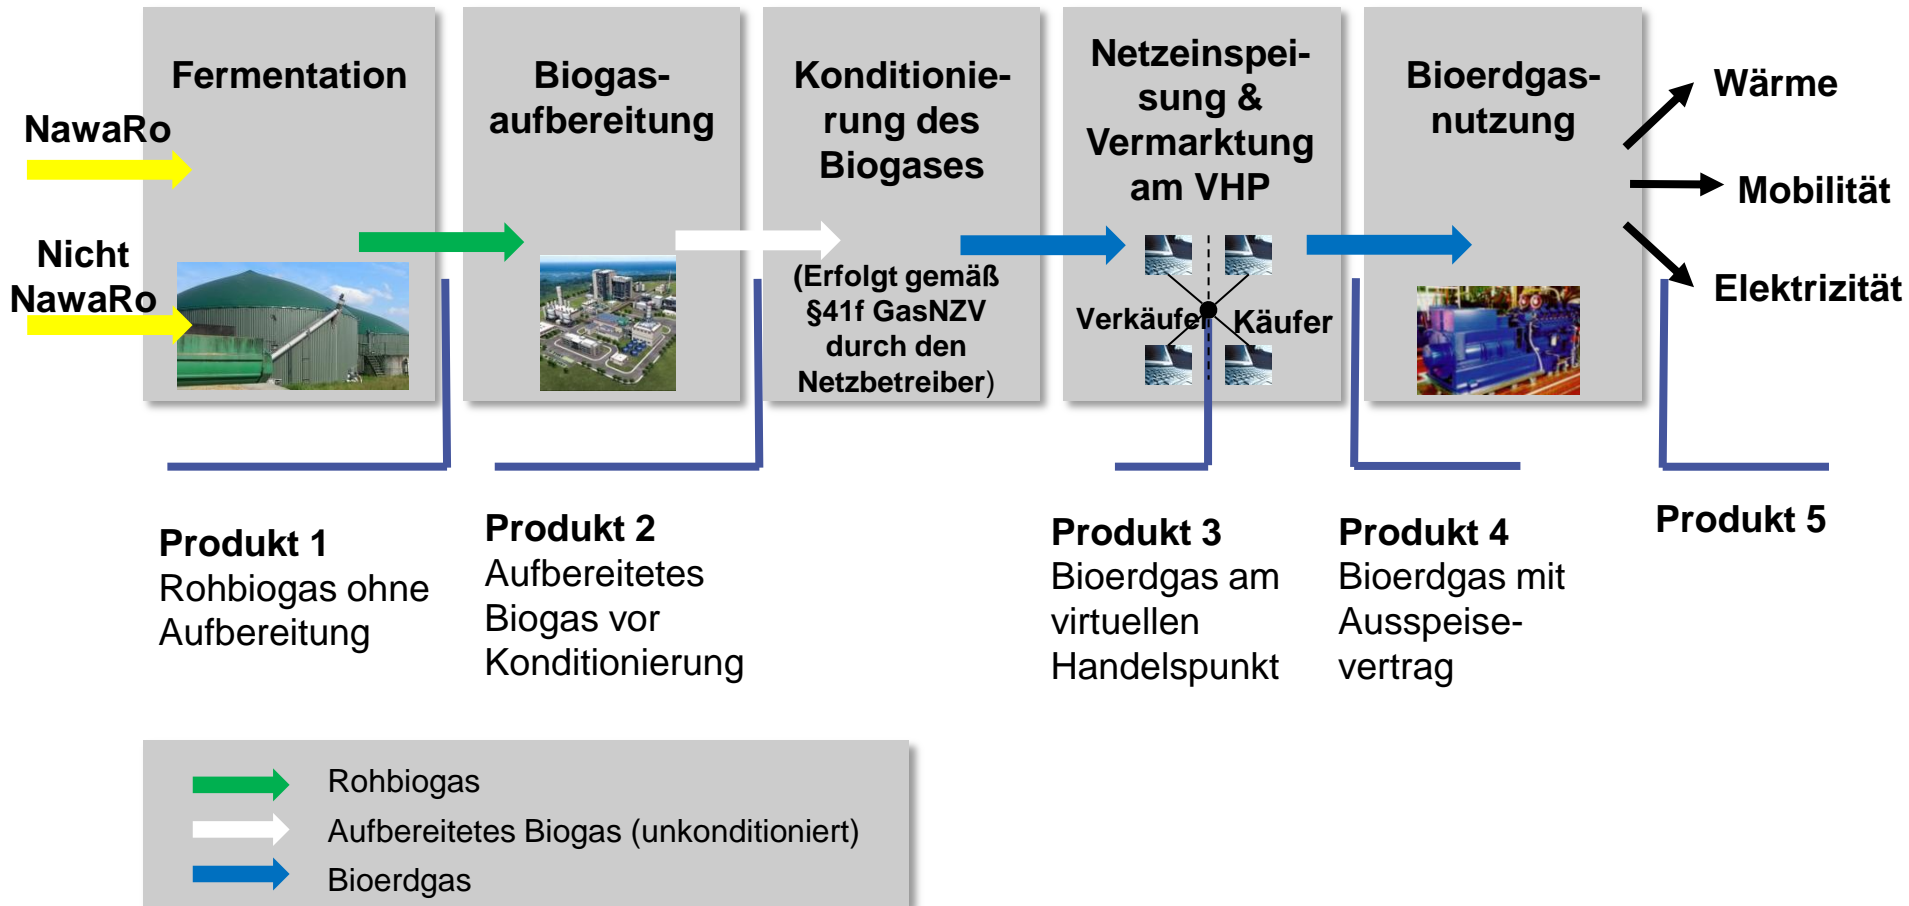 Fermentation
Biogas-
aufbereitung
Konditionie-
rung des
Biogases
Netzeinspei-
sung &
Vermarktung
am VHP
Bioerdgas-
nutzung
Wärme
Mobilität
Elektrizität
NawaRo
Nicht
NawaRo
(Erfolgt gemäß
§41f GasNZV
durch den
Netzbetreiber)
Verkäufer
Käufer
Produkt 1
Rohbiogas ohne
Aufbereitung
Produkt 2
Aufbereitetes
Biogas vor
Konditionierung
Produkt 3
Bioerdgas am
virtuellen
Handelspunkt
Produkt 4
Bioerdgas mit
Ausspeise-
vertrag
Produkt 5
Rohbiogas
Aufbereitetes Biogas (unkonditioniert)
Bioerdgas